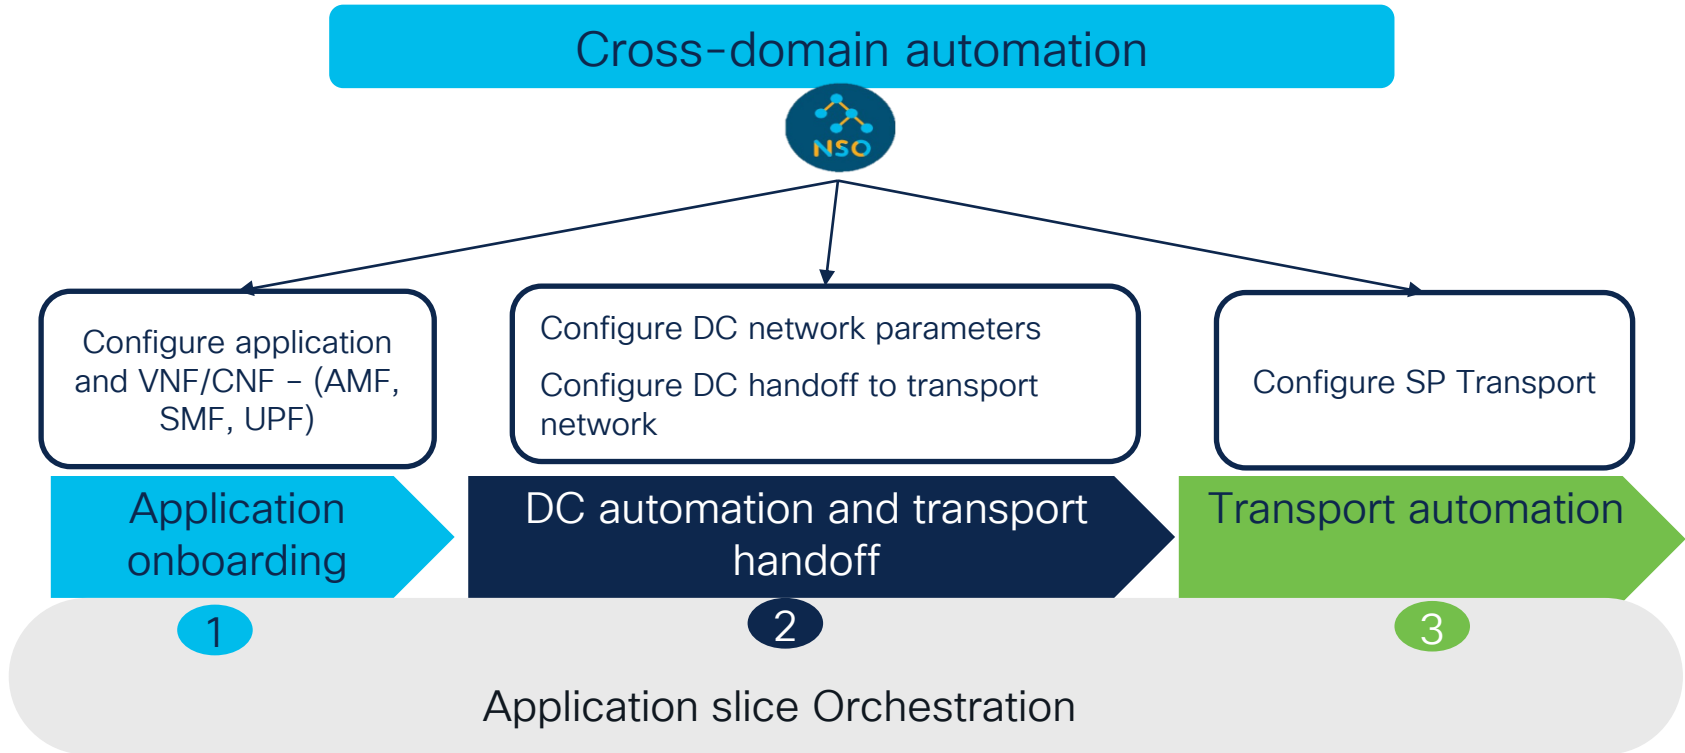 Cross-domain automation
NSO
Configure application
and VNF/CNF – (AMF,
SMF, UPF)
Configure DC network parameters
Configure DC handoff to transport
network
Configure SP Transport
Application
onboarding
DC automation and transport
handoff
Transport automation
1
2
3
Application slice Orchestration